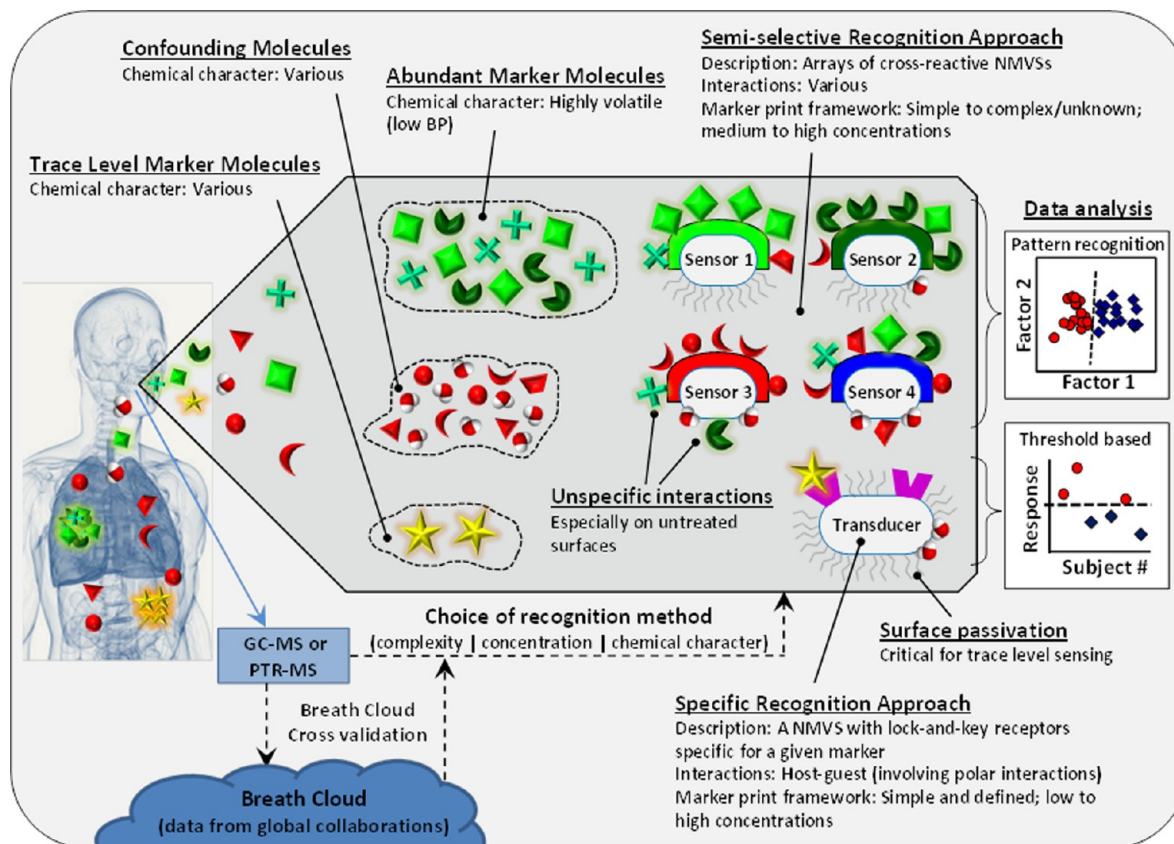 Confounding Molecules
Chemical character: Various
Abundant Marker Molecules
Chemical character: Highly volatile
(low BP)
Trace Level Marker Molecules
Chemical character: Various
Semi-selective Recognition Approach
Description: Arrays of cross-reactive NMVSs
Interactions: Various
Marker print framework: Simple to complex/unknown;
medium to high concentrations
Sensor 1
Sensor 2
Sensor 3
Sensor 4
Unspecific interactions
Especially on untreated
surfaces
Transducer
Data analysis
Pattern recognition
Factor 2
Factor 1
Threshold based
Response
Subject #
Surface passivation
Critical for trace level sensing
Choice of recognition method
(complexity | concentration | chemical character)
GC-MS or
PTR-MS
Breath Cloud
Cross validation
Breath Cloud
(data from global collaborations)
Specific Recognition Approach
Description: A NMVS with lock-and-key receptors
specific for a given marker
Interactions: Host-guest (involving polar interactions)
Marker print framework: Simple and defined; low to
high concentrations